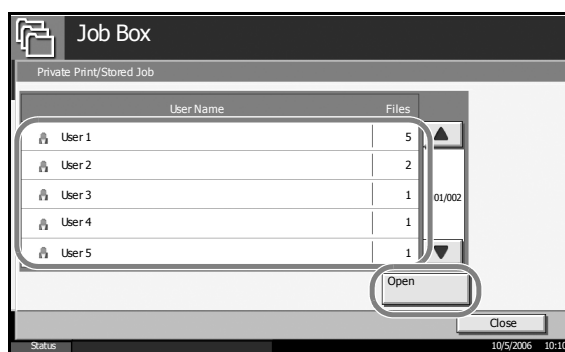 Job Box
Private Print/Stored Job
User Name Files
User 1 5
User 2 2
User 3 1
01/002
User 4 1
User 5 1
Open
Close
Status 10/5/2006 10:10